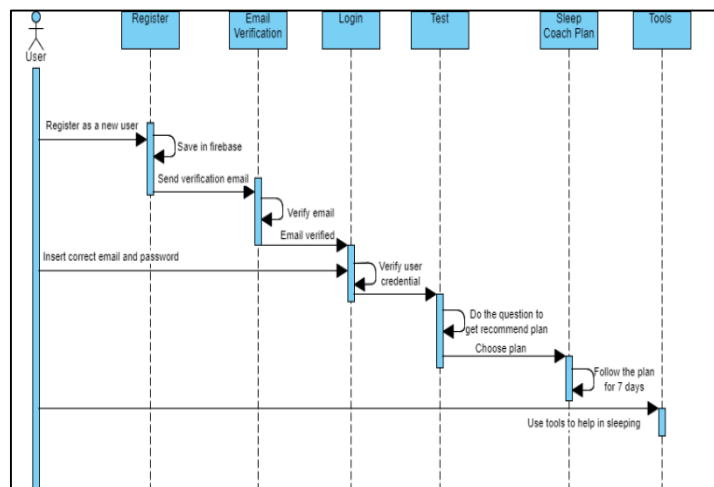 Register
Email
Verification
Login
Test
Sleep
Coach Plan
Tools
User
Register as a new user
Save in firebase
Send verification email
Verify email
Email verified
Insert correct email and password
Verify user
credential
Do the question to
get recommend plan
Choose plan
Follow the plan
for 7 days
Use tools to help in sleeping